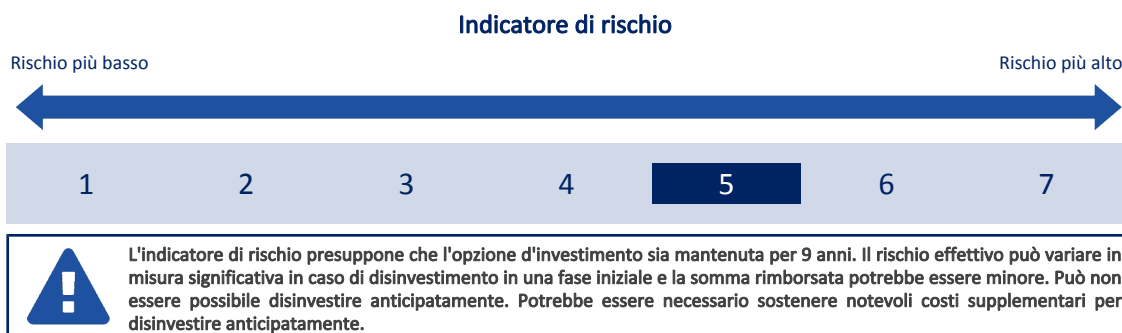 Indicatore di rischio
Rischio più basso Rischio più alto
1 2 3 4 5 6 7
L'indicatore di rischio presuppone che l'opzione d'investimento sia mantenuta per 9 anni. Il rischio effettivo può variare in
misura significativa in caso di disinvestimento in una fase iniziale e la somma rimborsata potrebbe essere minore. Può non
essere possibile disinvestire anticipatamente. Potrebbe essere necessario sostenere notevoli costi supplementari per
disinvestire anticipatamente.